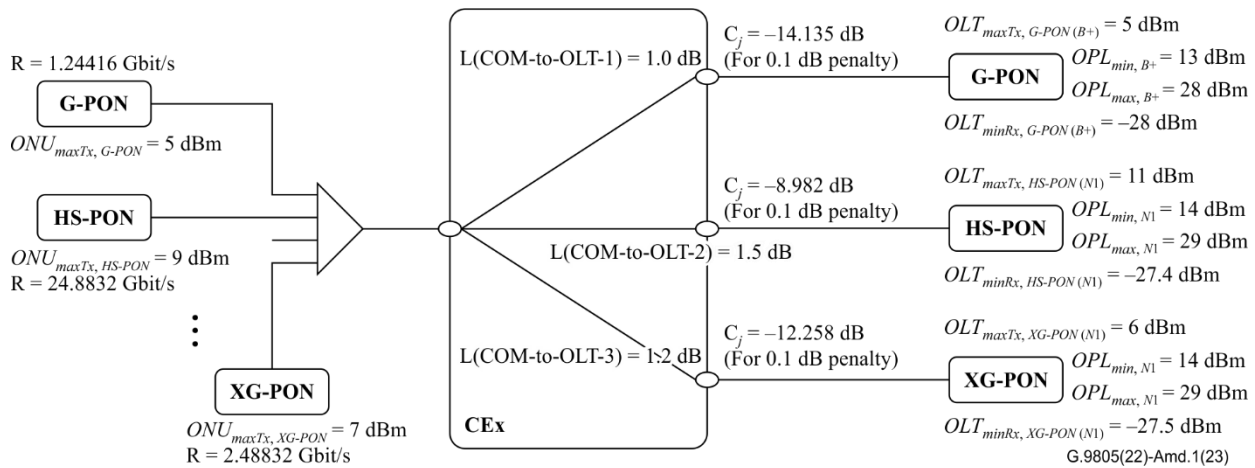 R = 1.24416 Gbit/s
G-PON
ONU_maxTx, G-PON = 5 dBm
HS-PON
ONU_maxTx, HS-PON = 9 dBm
R = 24.8832 Gbit/s
⋮
XG-PON
ONU_maxTx, XG-PON = 7 dBm
R = 2.48832 Gbit/s
L(COM-to-OLT-1) = 1.0 dB
L(COM-to-OLT-2) = 1.5 dB
L(COM-to-OLT-3) = 1.2 dB
CEx
C_j = –14.135 dB
(For 0.1 dB penalty)
C_j = –8.982 dB
(For 0.1 dB penalty)
C_j = –12.258 dB
(For 0.1 dB penalty)
OLT_maxTx, G-PON (B+) = 5 dBm
G-PON
OPL_min, B+ = 13 dBm
OPL_max, B+ = 28 dBm
OLT_minRx, G-PON (B+) = –28 dBm
OLT_maxTx, HS-PON (N1) = 11 dBm
HS-PON
OPL_min, N1 = 14 dBm
OPL_max, N1 = 29 dBm
OLT_minRx, HS-PON (N1) = –27.4 dBm
OLT_maxTx, XG-PON (N1) = 6 dBm
XG-PON
OPL_min, N1 = 14 dBm
OPL_max, N1 = 29 dBm
OLT_minRx, XG-PON (N1) = –27.5 dBm
G.9805(22)-Amd.1(23)